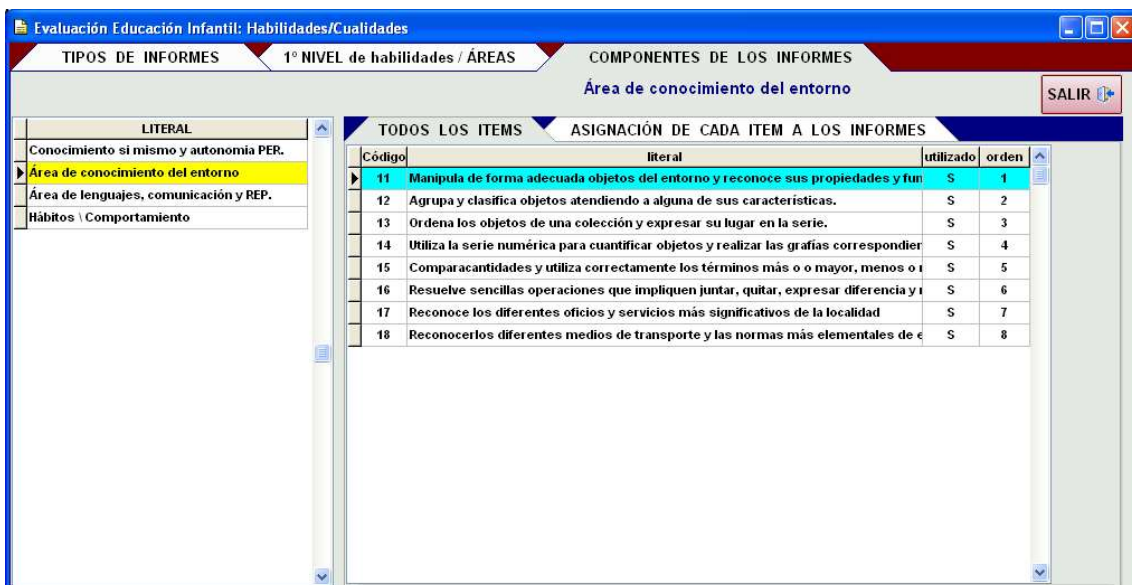 Evaluación Educación Infantil: Habilidades/Cualidades
TIPOS DE INFORMES 1º NIVEL de habilidades / ÁREAS COMPONENTES DE LOS INFORMES
Área de conocimiento del entorno
SALIR
LITERAL
Conocimiento si mismo y autonomia PER.
Área de conocimiento del entorno
Área de lenguajes, comunicación y REP.
Hábitos \ Comportamiento
TODOS LOS ITEMS ASIGNACIÓN DE CADA ITEM A LOS INFORMES
Código literal utilizado orden
11 Manipula de forma adecuada objetos del entorno y reconoce sus propiedades y fun S 1
12 Agrupa y clasifica objetos atendiendo a alguna de sus características. S 2
13 Ordena los objetos de una colección y expresar su lugar en la serie. S 3
14 Utiliza la serie numérica para cuantificar objetos y realizar las grafías correspondier S 4
15 Comparacantidades y utiliza correctamente los términos más o o mayor, menos o S 5
16 Resuelve sencillas operaciones que impliquen juntar, quitar, expresar diferencia y S 6
17 Reconoce los diferentes oficios y servicios más significativos de la localidad S 7
18 Reconocerlos diferentes medios de transporte y las normas más elementales de e S 8